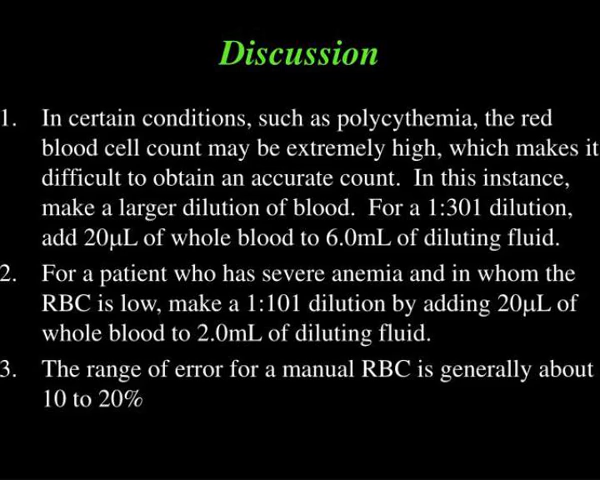 Discussion
1. In certain conditions, such as polycythemia, the red
blood cell count may be extremely high, which makes it
difficult to obtain an accurate count. In this instance,
make a larger dilution of blood. For a 1:301 dilution,
add 20µL of whole blood to 6.0mL of diluting fluid.
2. For a patient who has severe anemia and in whom the
RBC is low, make a 1:101 dilution by adding 20µL of
whole blood to 2.0mL of diluting fluid.
3. The range of error for a manual RBC is generally about
10 to 20%